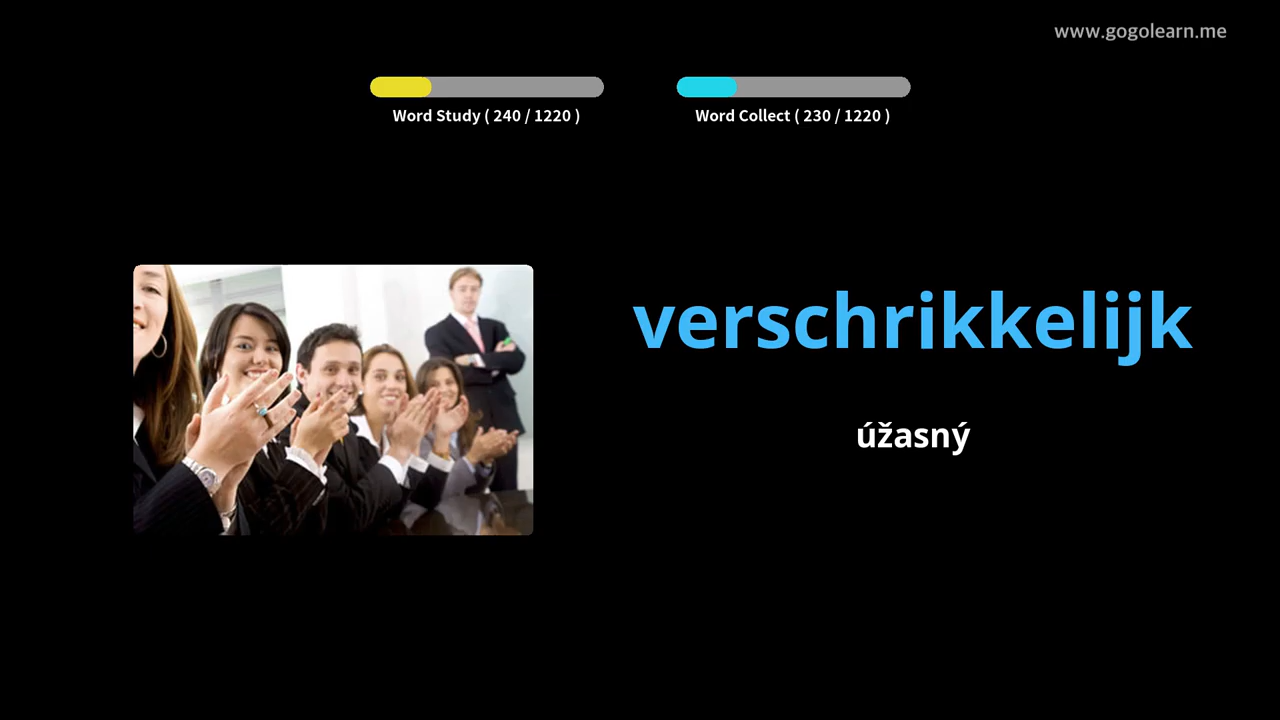 www.gogolearn.me
Word Study ( 240 / 1220 )
Word Collect ( 230 / 1220 )
verschrikkelijk
úžasný